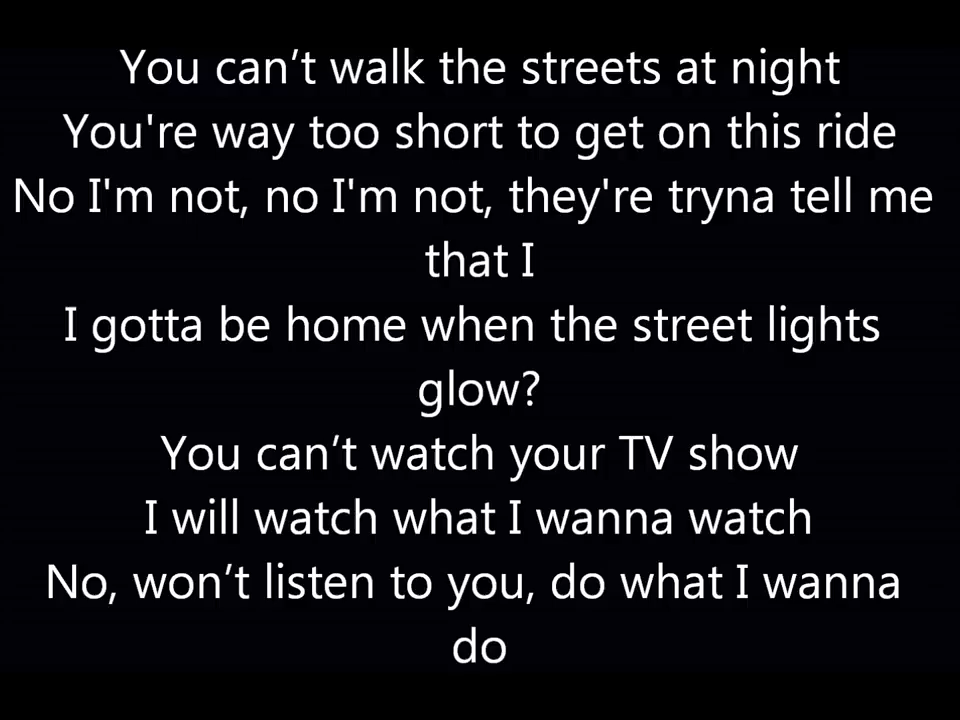 You can’t walk the streets at night
You're way too short to get on this ride
No I'm not, no I'm not, they're tryna tell me
that I
I gotta be home when the street lights
glow?
You can’t watch your TV show
I will watch what I wanna watch
No, won’t listen to you, do what I wanna
do